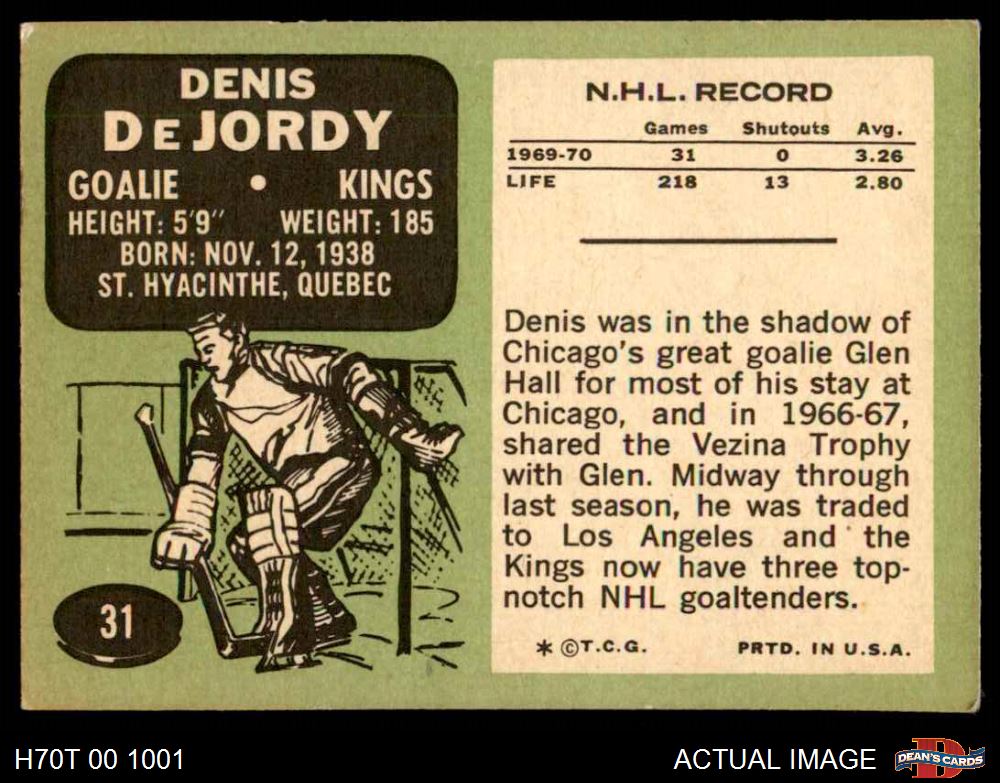 DENIS
DEJORDY
GOALIE • KINGS
HEIGHT: 5'9" WEIGHT: 185
BORN: NOV. 12, 1938
ST. HYACINTHE, QUEBEC
31
N.H.L. RECORD
Games Shutouts Avg.
1969-70 31 0 3.26
LIFE 218 13 2.80
Denis was in the shadow of
Chicago's great goalie Glen
Hall for most of his stay at
Chicago, and in 1966-67,
shared the Vezina Trophy
with Glen. Midway through
last season, he was traded
to Los Angeles and the
Kings now have three top-
notch NHL goaltenders.
* ©T.C.G. PRTD. IN U.S.A.
H70T 00 1001 ACTUAL IMAGE D DEAN'S CARDS